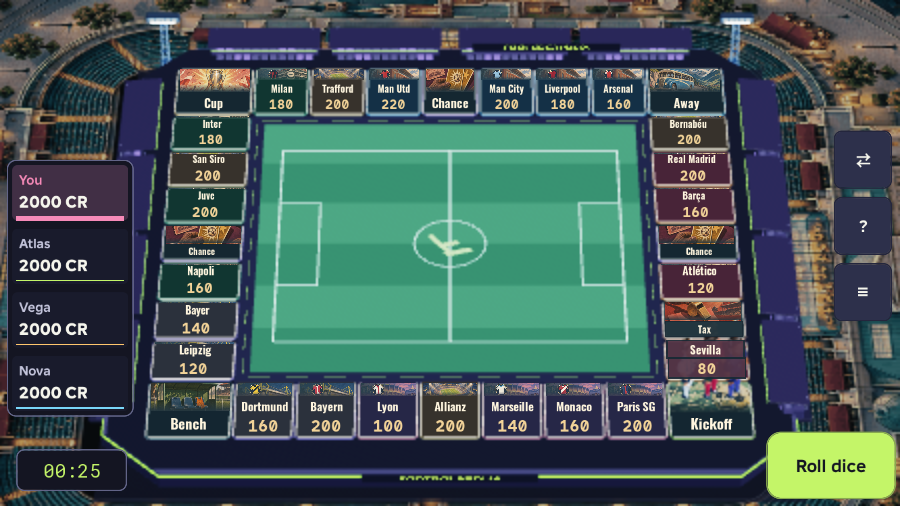 Cup
Milan
180
Trafford
200
Man Utd
220
Chance
Man City
200
Liverpool
180
Arsenal
160
Away
Inter
180
San Siro
200
Juve
200
Chance
Napoli
160
Bayer
140
Leipzig
120
Bernabéu
200
Real Madrid
200
Barça
160
Chance
Atlético
120
Tax
Sevilla
80
Bench
Dortmund
160
Bayern
200
Lyon
100
Allianz
200
Marseille
140
Monaco
160
Paris SG
200
Kickoff
You
2000 CR
Atlas
2000 CR
Vega
2000 CR
Nova
2000 CR
00:25
?
Roll dice